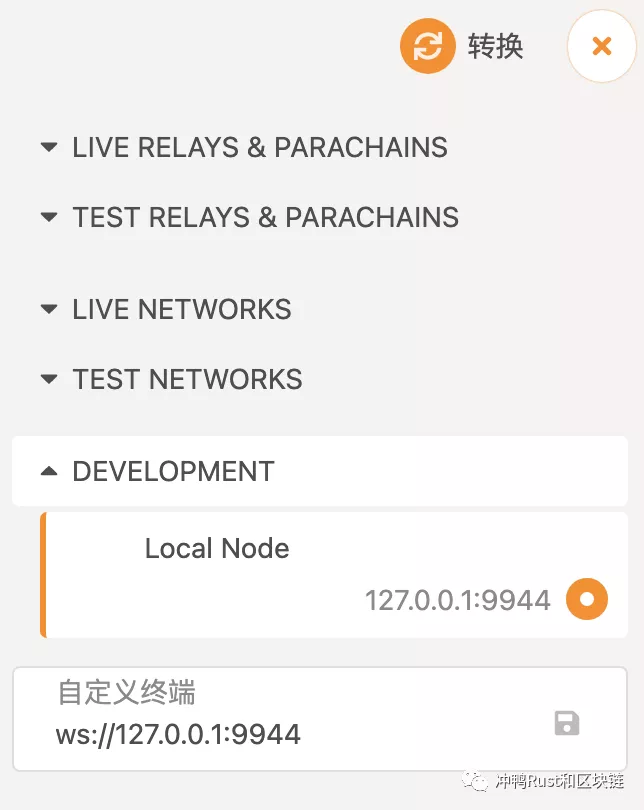 转换
LIVE RELAYS & PARACHAINS
TEST RELAYS & PARACHAINS
LIVE NETWORKS
TEST NETWORKS
DEVELOPMENT
Local Node
127.0.0.1:9944
自定义终端
ws://127.0.0.1:9944
冲鸭Rust和区块链